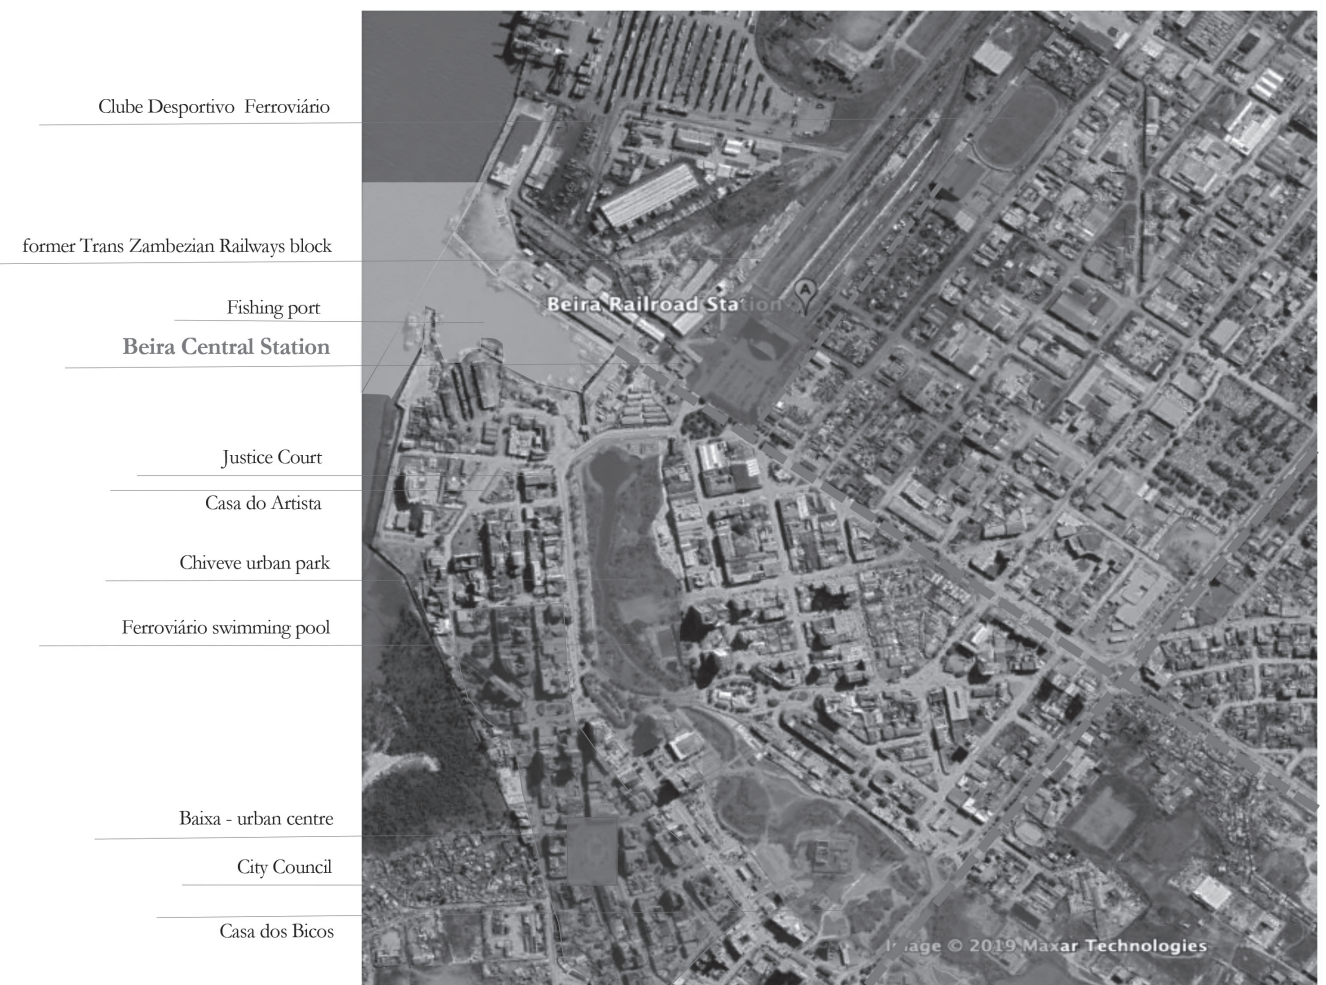 Clube Desportivo Ferroviário
former Trans Zambezian Railways block
Fishing port
Beira Railroad Station
A
Beira Central Station
Justice Court
Casa do Artista
Chiveve urban park
Ferroviário swimming pool
Baixa - urban centre
City Council
Casa dos Bicos
Image © 2019 Maxar Technologies